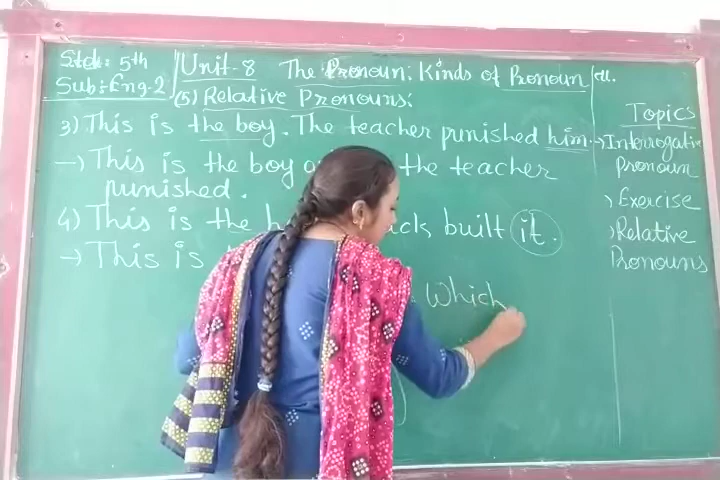 Std: 5th
Sub:-Eng-2
Unit-8 The Pronoun: Kinds of Pronoun
(5) Relative Pronouns:
3) This is the boy. The teacher punished him.
→) This is the boy the teacher
punished.
4) This is the built it.
→ This is
Which
Topics
→ Interrogative
Pronoun
→ Exercise
→ Relative
Pronouns